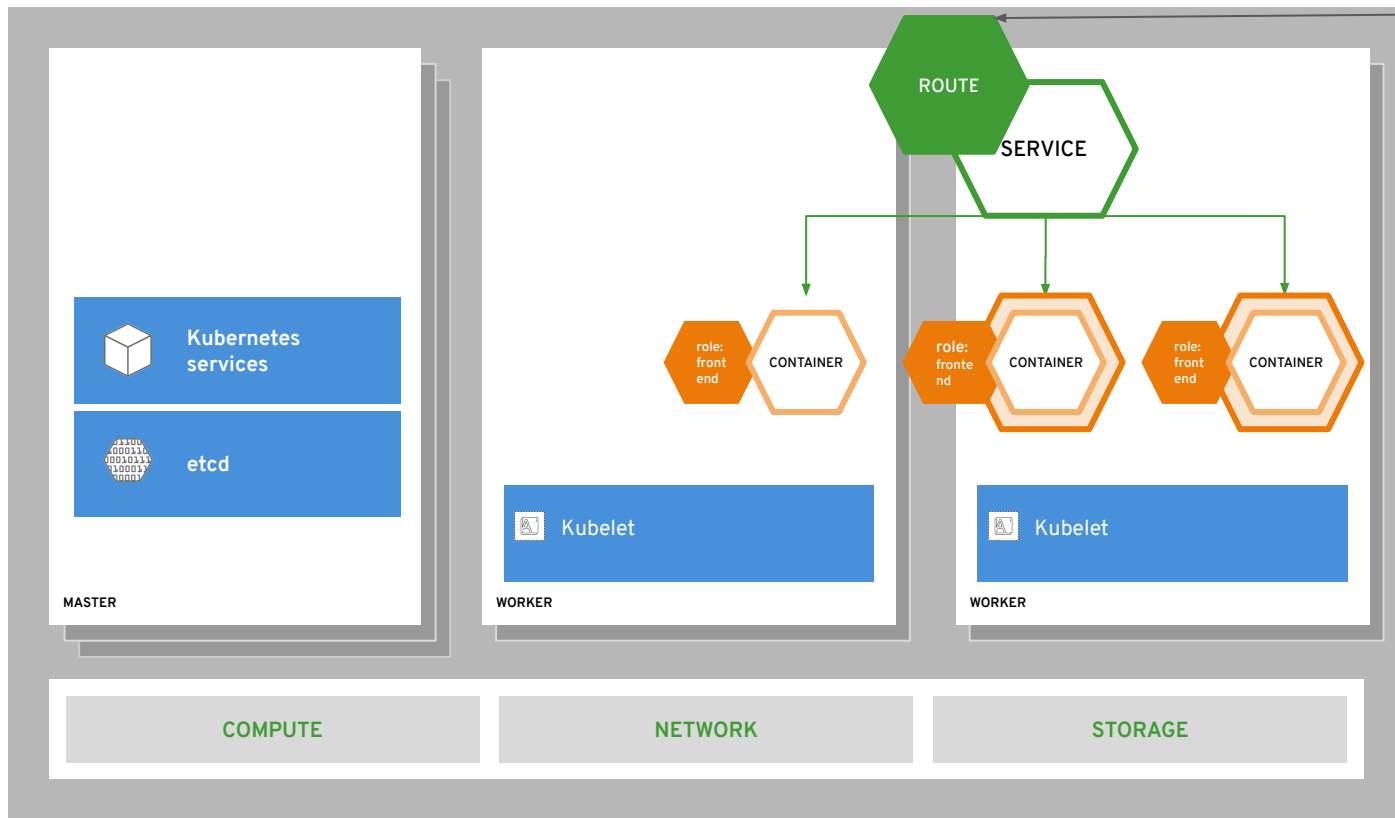 ROUTE
SERVICE
role:
front
end
CONTAINER
role:
fronte
nd
CONTAINER
role:
front
end
CONTAINER
Kubernetes
services
etcd
MASTER
Kubelet
WORKER
Kubelet
WORKER
COMPUTE
NETWORK
STORAGE